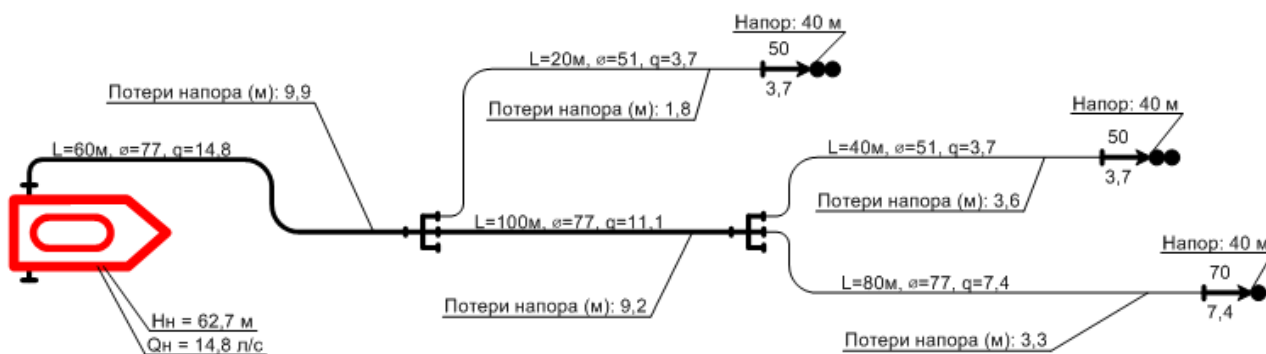 Напор: 40 м
50
L=20м, ø=51, q=3,7
3,7
Потери напора (м): 9,9
Потери напора (м): 1,8
Напор: 40 м
50
L=60м, ø=77, q=14,8
L=40м, ø=51, q=3,7
3,7
Потери напора (м): 3,6
L=100м, ø=77, q=11,1
Напор: 40 м
70
L=80м, ø=77, q=7,4
7,4
Потери напора (м): 9,2
Hн = 62,7 м
Потери напора (м): 3,3
Qн = 14,8 л/с